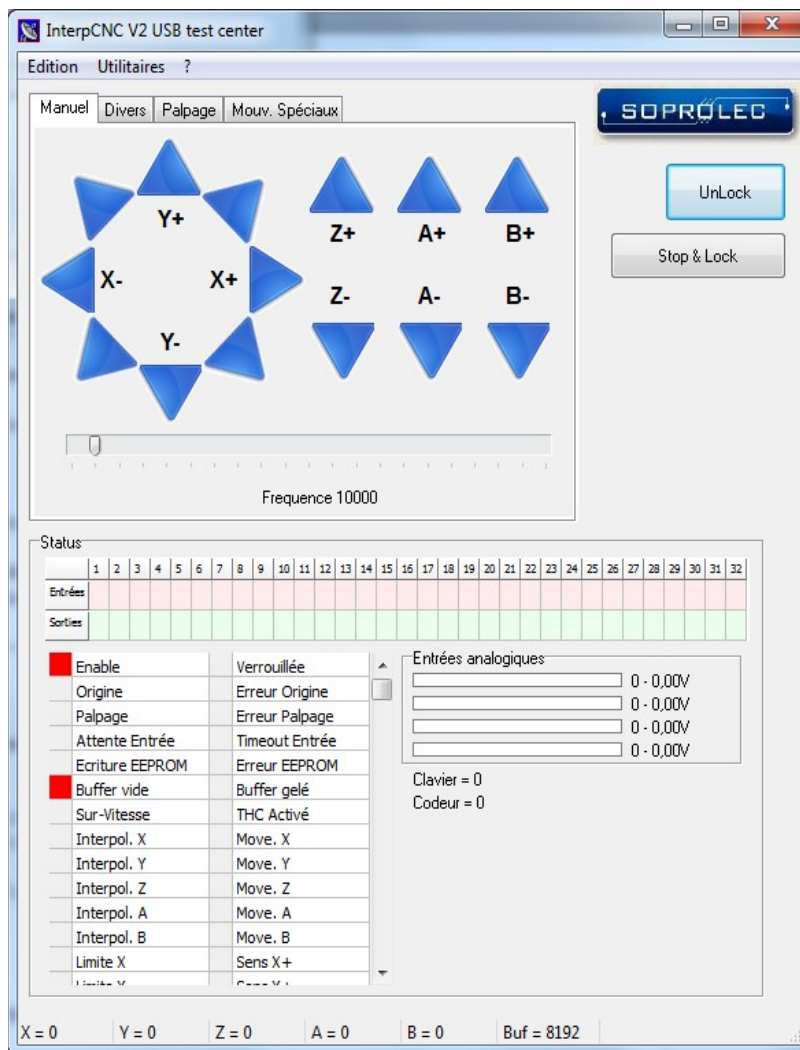 InterpCNC V2 USB test center
Edition Utilitaires ?
Manuel Divers Palpage Mouv. Spéciaux
SOPROLEC
UnLock
Stop & Lock
Y+
X- X+
Y-
Z+ A+ B+
Z- A- B-
Frequence 10000
Status
1 2 3 4 5 6 7 8 9 10 11 12 13 14 15 16 17 18 19 20 21 22 23 24 25 26 27 28 29 30 31 32
Entrées
Sorties
Enable Verrouillée
Origine Erreur Origine
Palpage Erreur Palpage
Attente Entrée Timeout Entrée
Ecriture EEPROM Erreur EEPROM
Buffer vide Buffer gelé
Sur-Vitesse THC Activé
Interpol. X Move. X
Interpol. Y Move. Y
Interpol. Z Move. Z
Interpol. A Move. A
Interpol. B Move. B
Limite X Sens X+
Entrées analogiques
0 - 0,00V
0 - 0,00V
0 - 0,00V
0 - 0,00V
Clavier = 0
Codeur = 0
X = 0 Y = 0 Z = 0 A = 0 B = 0 Buf = 8192